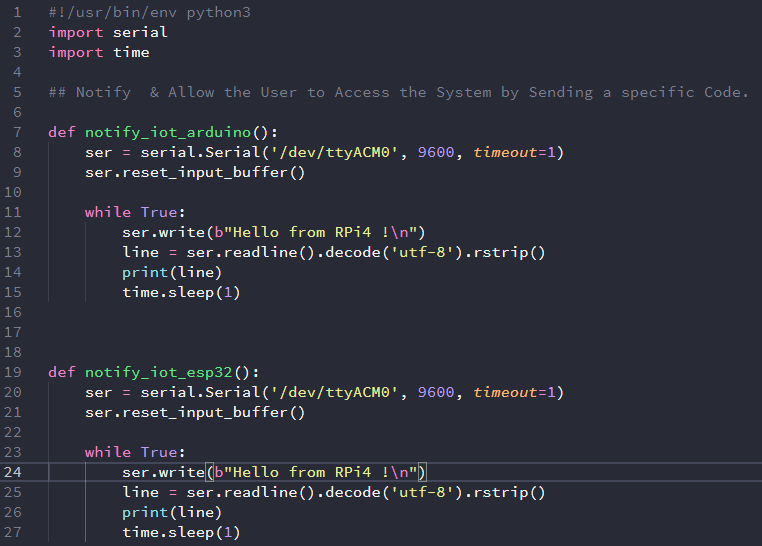 1 #!/usr/bin/env python3
2 import serial
3 import time
4
5 ## Notify  & Allow the User to Access the System by Sending a specific Code.
6
7 def notify_iot_arduino():
8     ser = serial.Serial('/dev/ttyACM0', 9600, timeout=1)
9     ser.reset_input_buffer()
10
11     while True:
12         ser.write(b"Hello from RPi4 !\n")
13         line = ser.readline().decode('utf-8').rstrip()
14         print(line)
15         time.sleep(1)
16
17
18
19 def notify_iot_esp32():
20     ser = serial.Serial('/dev/ttyACM0', 9600, timeout=1)
21     ser.reset_input_buffer()
22
23     while True:
24         ser.write(b"Hello from RPi4 !\n")
25         line = ser.readline().decode('utf-8').rstrip()
26         print(line)
27         time.sleep(1)